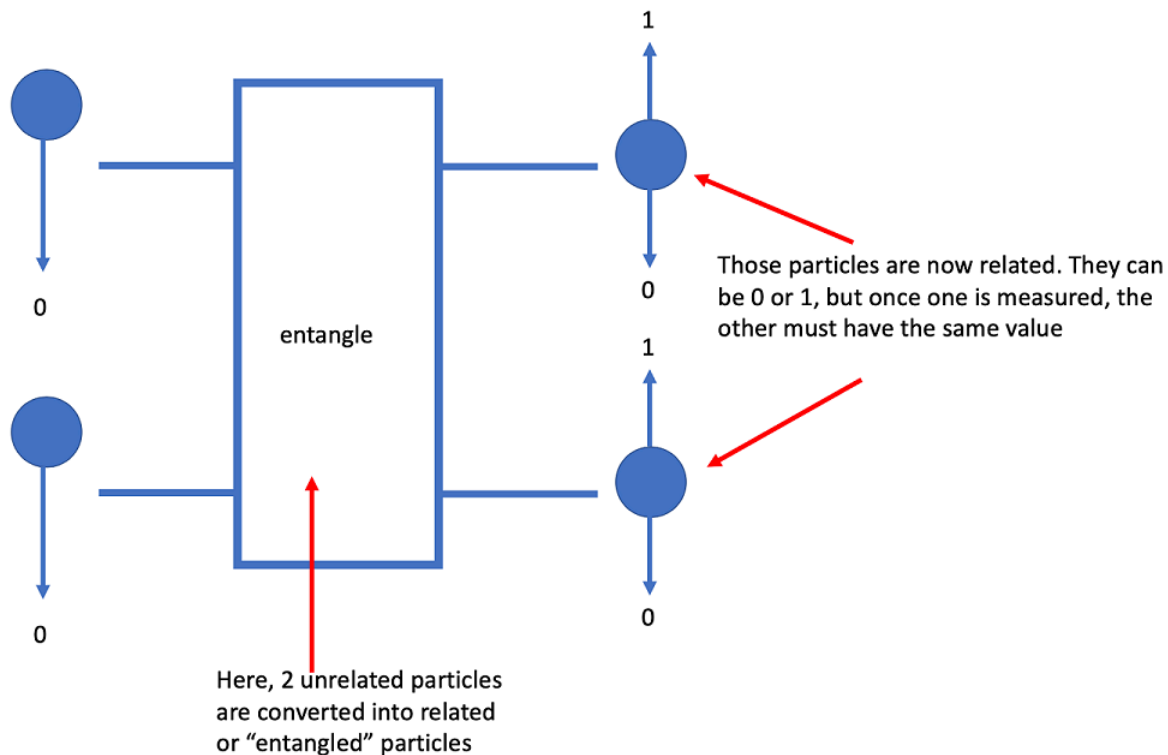 1
0
entangle
0
Those particles are now related. They can
be 0 or 1, but once one is measured, the
other must have the same value
1
0
0
Here, 2 unrelated particles
are converted into related
or “entangled” particles